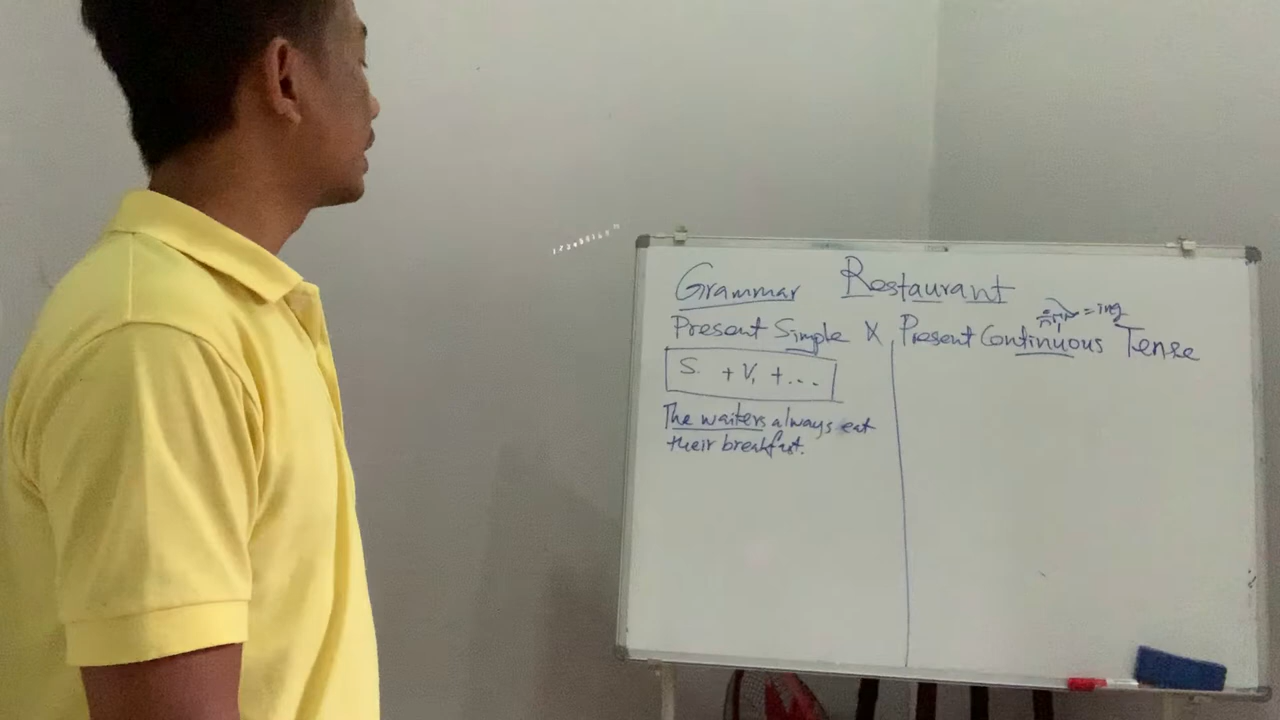 Grammar Restaurant
= ing
Present Simple X Present Continuous Tense
S. + V1 + ...
The waiters always eat
their breakfast.